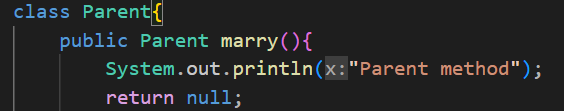 class Parent{
public Parent marry(){
System.out.println(x:"Parent method");
return null;